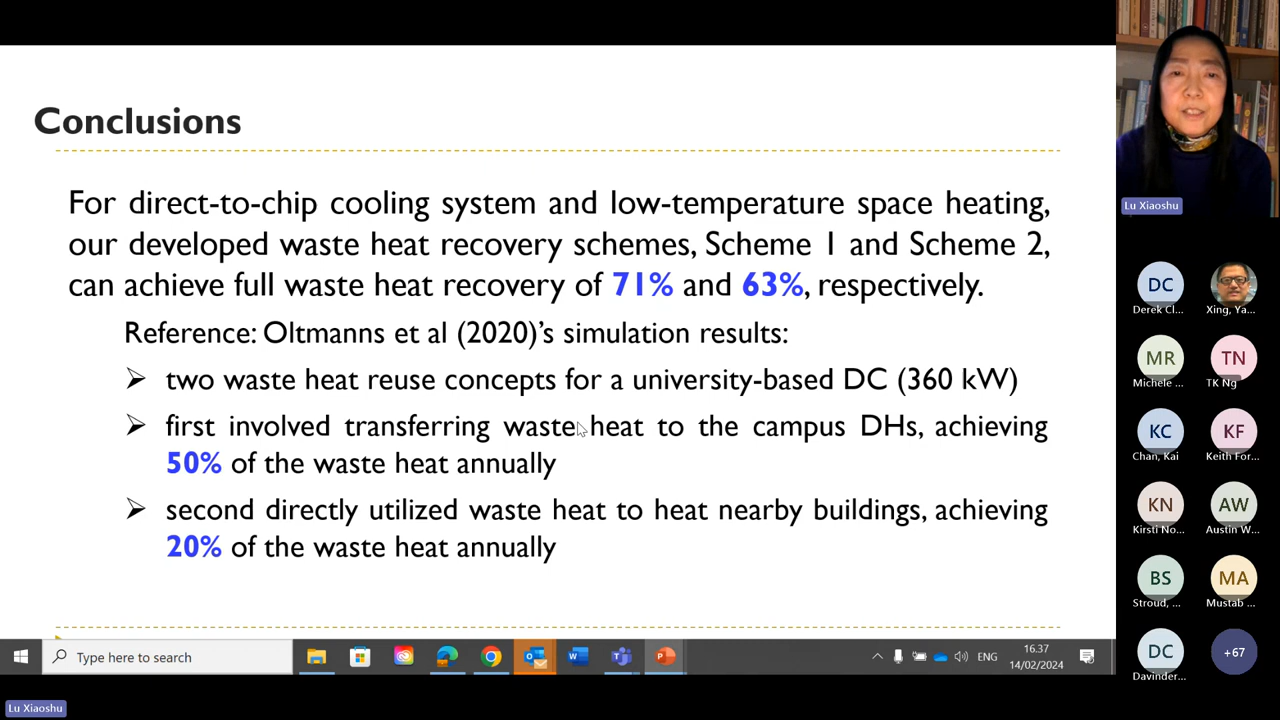 Conclusions
For direct-to-chip cooling system and low-temperature space heating,
our developed waste heat recovery schemes, Scheme 1 and Scheme 2,
can achieve full waste heat recovery of 71% and 63%, respectively.
Reference: Oltmanns et al (2020)’s simulation results:
two waste heat reuse concepts for a university-based DC (360 kW)
first involved transferring waste heat to the campus DHs, achieving
50% of the waste heat annually
second directly utilized waste heat to heat nearby buildings, achieving
20% of the waste heat annually
Type here to search
ENG
16.37
14/02/2024
Lu Xiaoshu
DC
Derek Cl...
Xing, Ya...
MR
Michele ...
TN
TK Ng
KC
Chan, Kai
KF
Keith For...
KN
Kirsti No...
AW
Austin W...
BS
Stroud, ...
MA
Mustab ...
DC
Davinder...
+67
Lu Xiaoshu